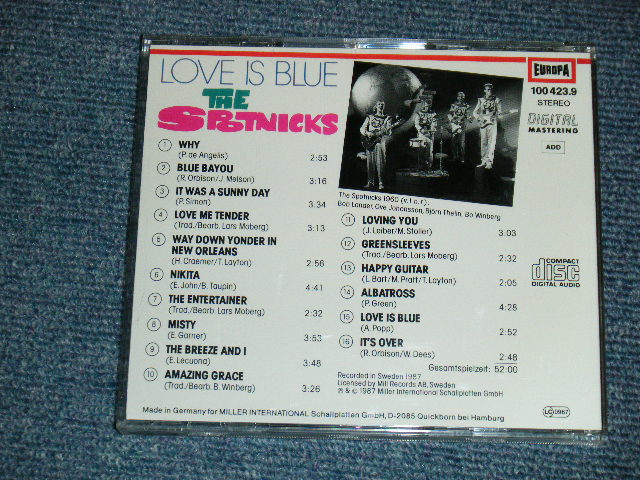 LOVE IS BLUE
THE
SPOTNICKS
EUROPA
100 423.9
STEREO
DIGITAL
MASTERING
ADD
The Spotnicks 1960 (v.l.o.r.):
Bob Lander, Ove Johansson, Björn Thelin, Bo Winberg
1 WHY
(P. de Angelis) 2:53
2 BLUE BAYOU
(R. Orbison/J. Melson) 3:16
3 IT WAS A SUNNY DAY
(P. Simon) 3.34
4 LOVE ME TENDER
(Trad./Bearb. Lars Moberg) 3:13
5 WAY DOWN YONDER IN
NEW ORLEANS
(H. Craemer/T. Layton) 2:56
6 NIKITA
(E. John/B. Taupin) 4:41
7 THE ENTERTAINER
(Trad./Bearb. Lars Moberg) 2:32
8 MISTY
(E. Garner) 3:53
9 THE BREEZE AND I
(E. Lecuona) 3:48
10 AMAZING GRACE
(Trad./Bearb. B. Winberg) 3:26
11 LOVING YOU
(J. Leiber/M. Stoller) 3.03
12 GREENSLEEVES
(Trad./Bearb. Lars Moberg) 2:32
13 HAPPY GUITAR
(L. Bart/M. Pratt/T. Layton) 2:05
14 ALBATROSS
(P. Green) 4:28
15 LOVE IS BLUE
(A. Popp) 2:52
16 IT'S OVER
(R. Orbison/W. Dees) 2:48
Gesamtspielzeit: 52:00
COMPACT
disc
DIGITAL AUDIO
Recorded in Sweden 1987
Licensed by Mill Records AB, Sweden
℗ & © 1987 Miller International Schallplatten GmbH
Made in Germany for MILLER INTERNATIONAL Schallplatten GmbH, D-2085 Quickborn bei Hamburg
LC 0967